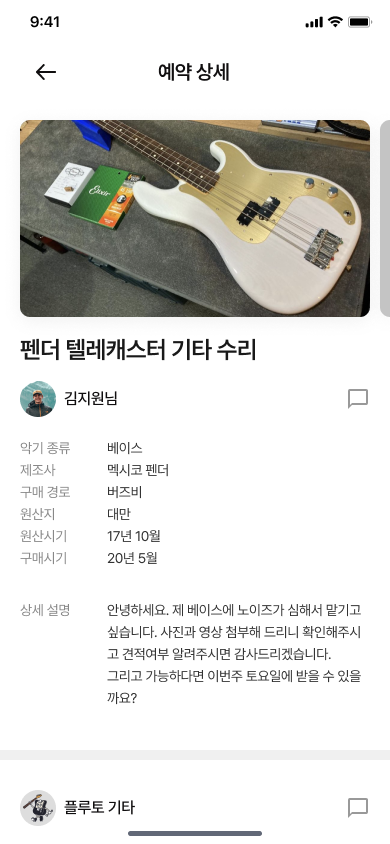 9:41
예약 상세
Elixir
펜더 텔레캐스터 기타 수리
김지원님
악기 종류 베이스
제조사 멕시코 펜더
구매 경로 버즈비
원산지 대만
원산시기 17년 10월
구매시기 20년 5월
상세 설명 안녕하세요. 제 베이스에 노이즈가 심해서 맡기고
싶습니다. 사진과 영상 첨부해 드리니 확인해주시
고 견적여부 알려주시면 감사드리겠습니다.
그리고 가능하다면 이번주 토요일에 받을 수 있을
까요?
플루토 기타